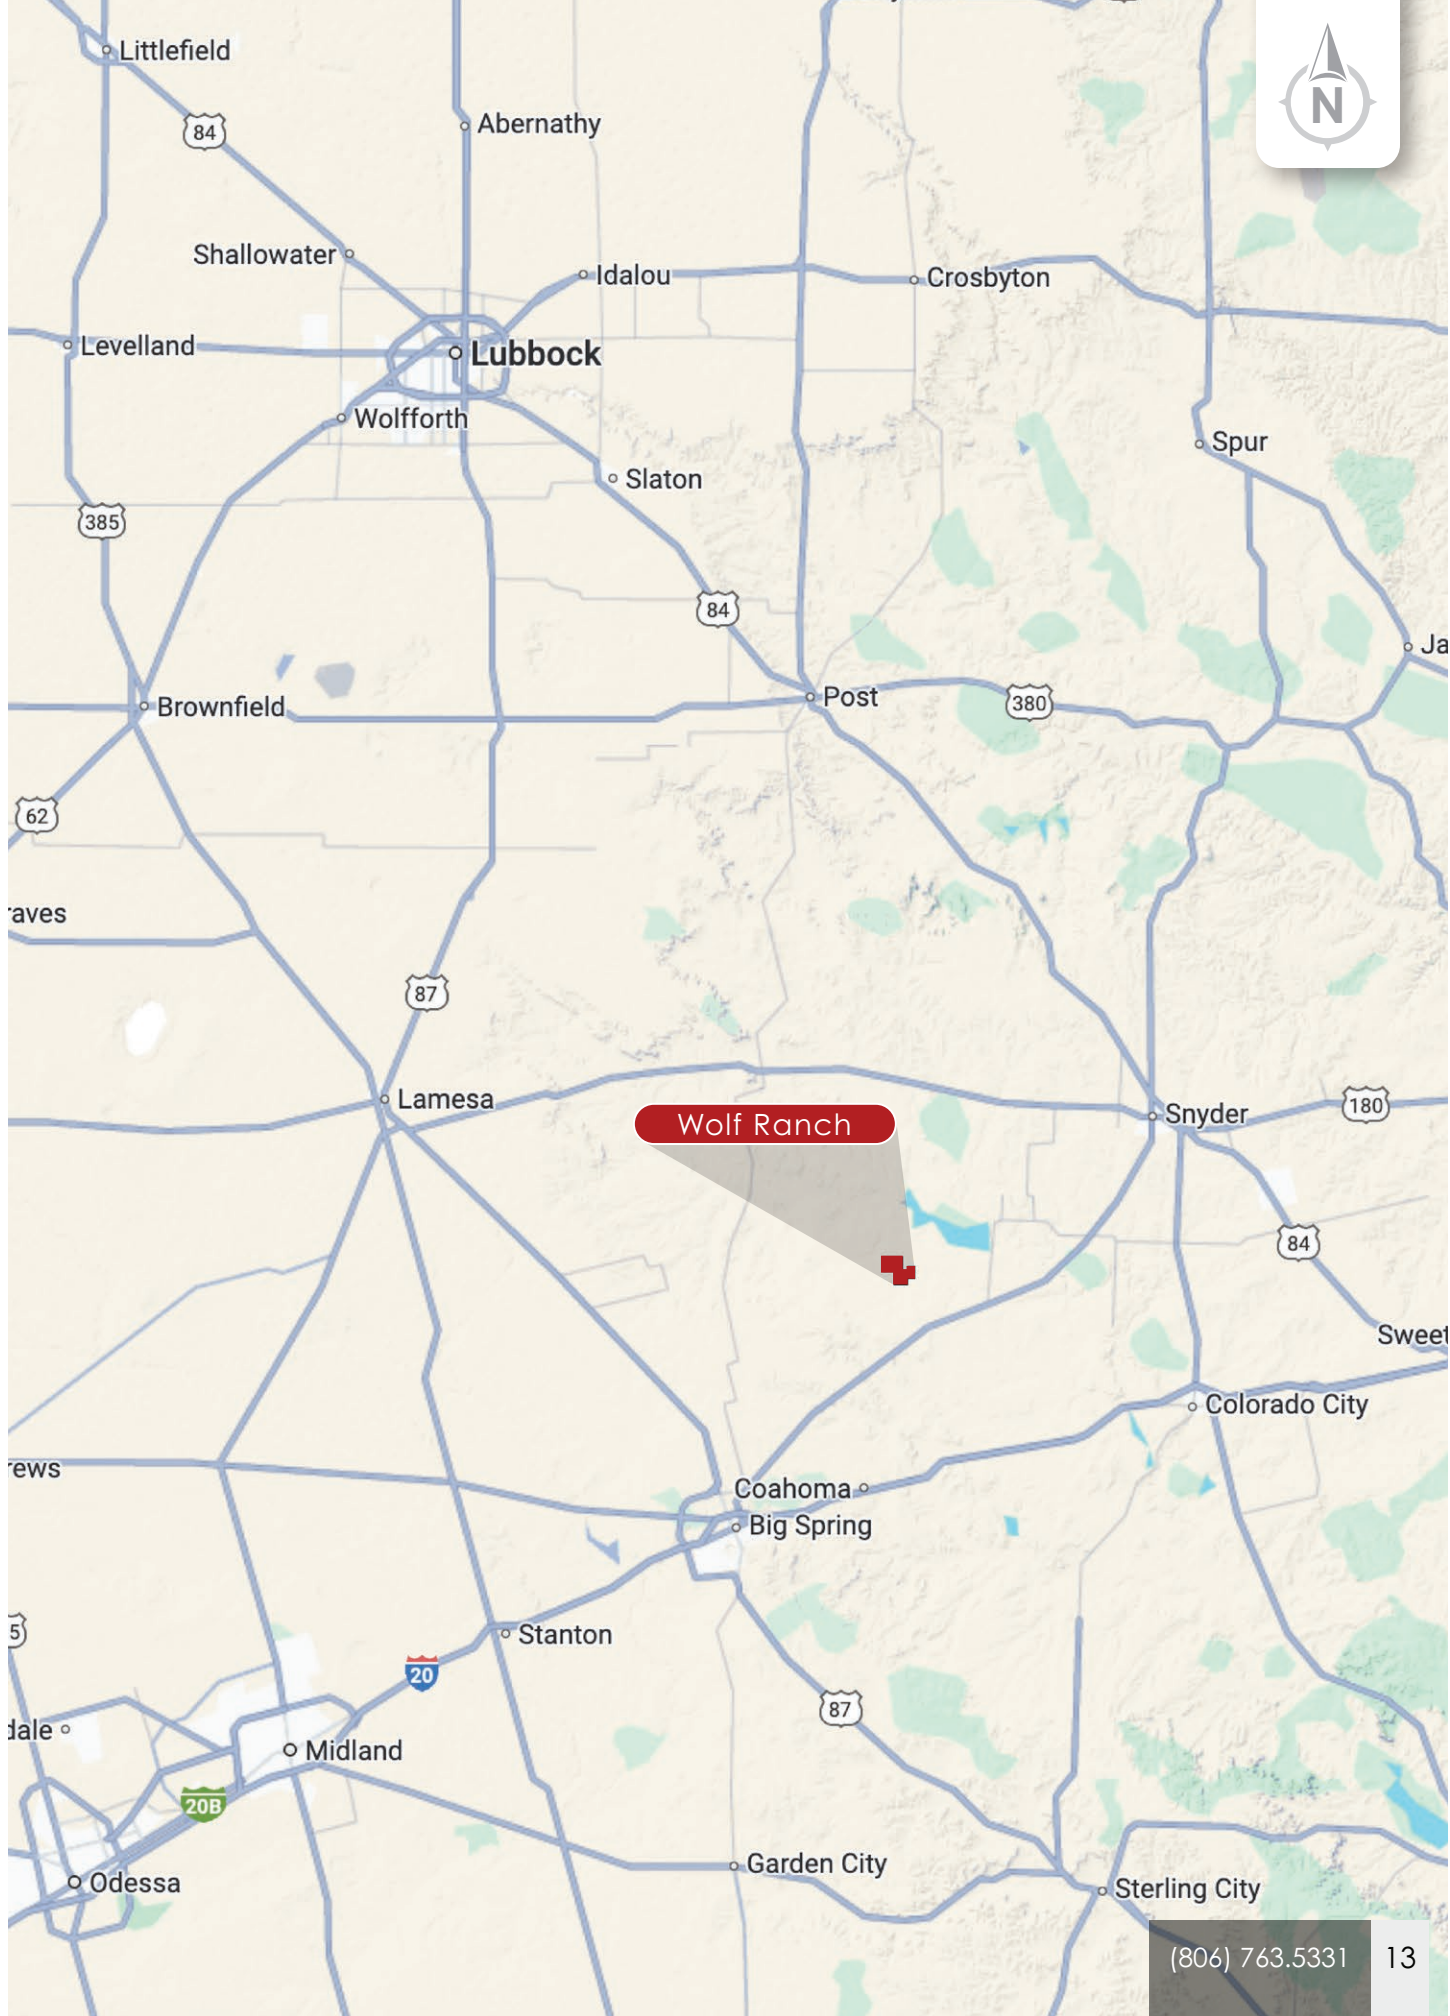 Littlefield
84
Abernathy
N
Shallowater
Idalou
Crosbyton
Levelland
Lubbock
Wolfforth
Spur
Slaton
385
84
Ja
Brownfield
Post
380
62
raves
87
Lamesa
Wolf Ranch
Snyder
180
84
Sweet
Colorado City
rews
Coahoma
Big Spring
5
Stanton
20
87
dale
Midland
20B
Garden City
Odessa
Sterling City
(806) 763.5331
13